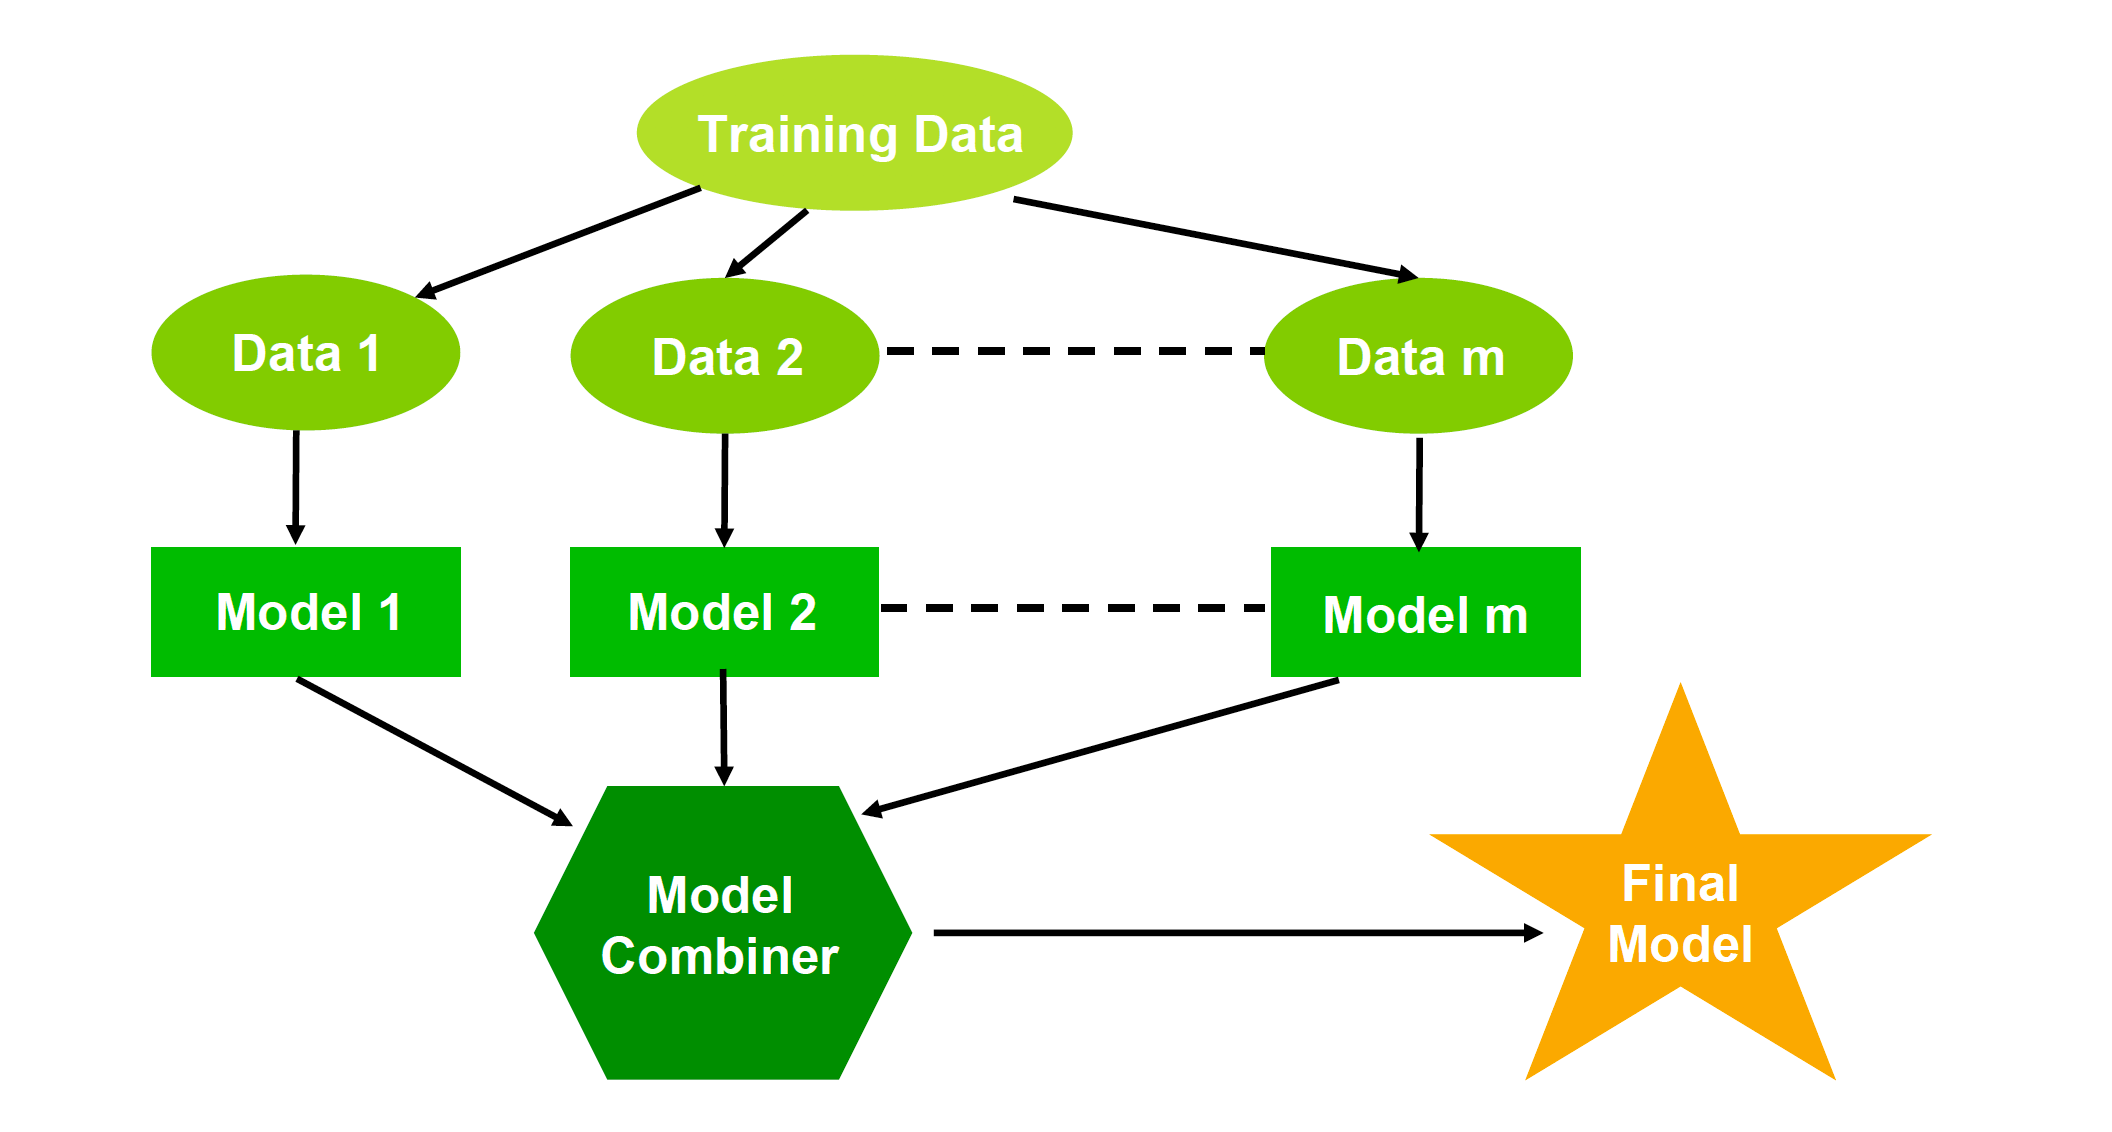 Training Data
Data 1
Data 2
Data m
Model 1
Model 2
Model m
Model
Combiner
Final
Model